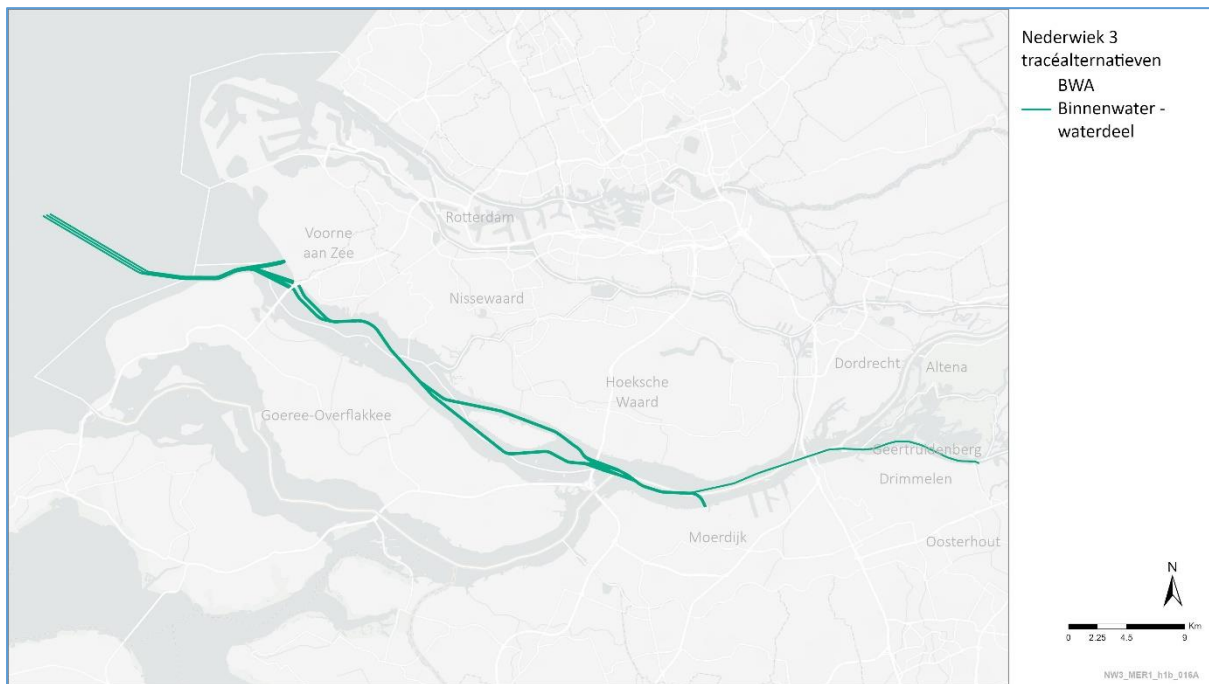 Nederwiek 3
tracéalternatieven
BWA
Binnenwater -
waterdeel
Rotterdam
Voorne
aan Zee
Nissewaard
Dordrecht
Altena
Hoeksche
Waard
Goeree-Overflakkee
Geertruidenberg
Drimmelen
Moerdijk
Oosterhout
N
Km
0 2.25 4.5 9
NW3_MER1_h1b_016A